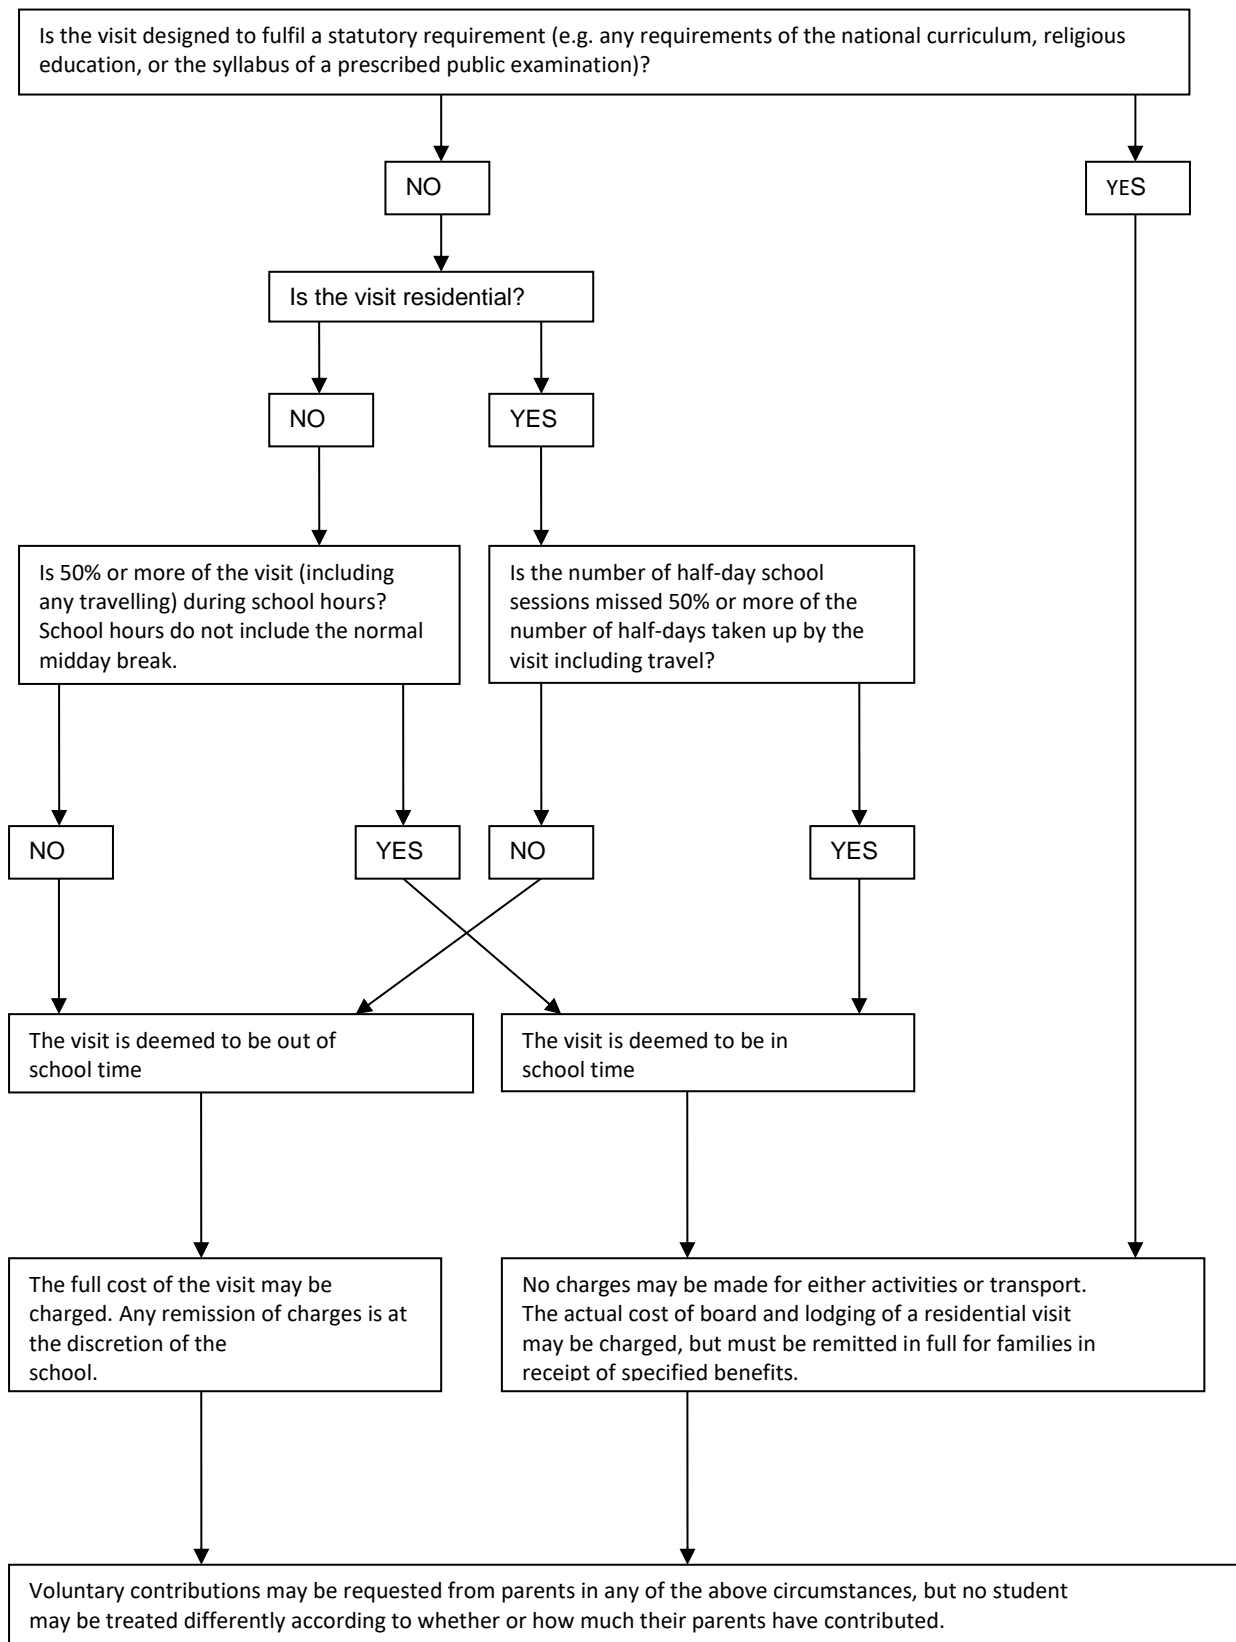 Is the visit designed to fulfil a statutory requirement (e.g. any requirements of the national curriculum, religious
education, or the syllabus of a prescribed public examination)?
NO
YES
Is the visit residential?
NO
YES
Is 50% or more of the visit (including
any travelling) during school hours?
School hours do not include the normal
midday break.
Is the number of half-day school
sessions missed 50% or more of the
number of half-days taken up by the
visit including travel?
NO
YES
NO
YES
The visit is deemed to be out of
school time
The visit is deemed to be in
school time
The full cost of the visit may be
charged. Any remission of charges is at
the discretion of the
school.
No charges may be made for either activities or transport.
The actual cost of board and lodging of a residential visit
may be charged, but must be remitted in full for families in
receipt of specified benefits.
Voluntary contributions may be requested from parents in any of the above circumstances, but no student
may be treated differently according to whether or how much their parents have contributed.